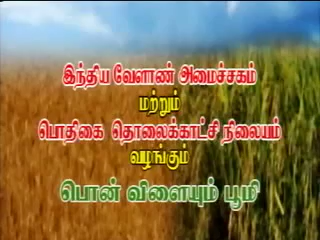 இந்திய வேளாண் அமைச்சகம்
மற்றும்
பொதிகை தொலைக்காட்சி நிலையம்
வழங்கும்
பொன் விளையும் பூமி